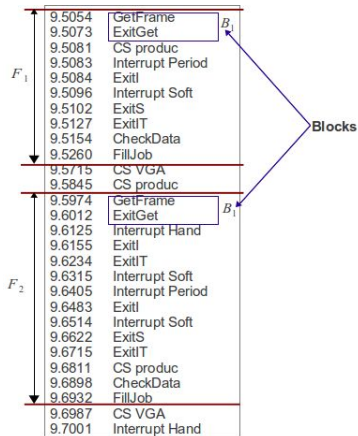 9.5054 GetFrame
9.5073 ExitGet B1
9.5081 CS produc
9.5083 Interrupt Period
F1 9.5084 ExitI
9.5096 Interrupt Soft
9.5102 ExitS
9.5127 ExitIT
Blocks
9.5154 CheckData
9.5260 FillJob
9.5715 CS VGA
9.5845 CS produc
9.5974 GetFrame
9.6012 ExitGet B1
9.6125 Interrupt Hand
9.6155 ExitI
9.6234 ExitIT
F2 9.6315 Interrupt Soft
9.6405 Interrupt Period
9.6483 ExitI
9.6514 Interrupt Soft
9.6622 ExitS
9.6715 ExitIT
9.6811 CS produc
9.6898 CheckData
9.6932 FillJob
9.6987 CS VGA
9.7001 Interrupt Hand